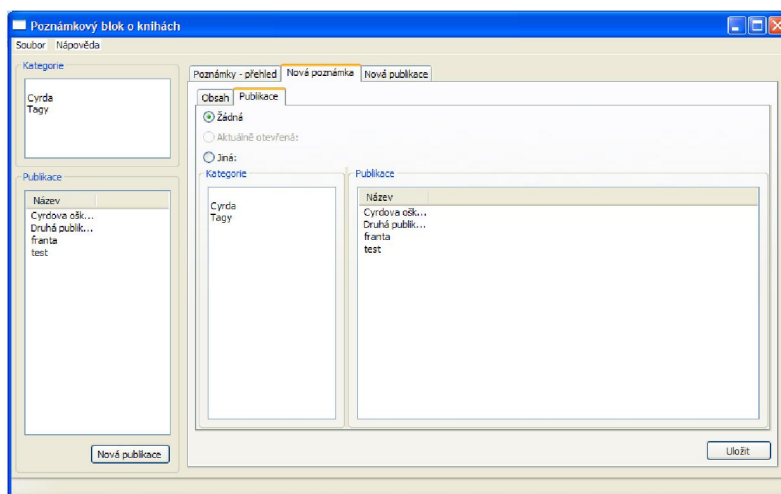 Poznámkový blok o knihách
Soubor Nápověda
Kategorie
Cyrda
Tagy
Publikace
Název
Cyrdova ošk...
Druhá publik...
franta
test
Nová publikace
Poznámky - přehled Nová poznámka Nová publikace
Obsah Publikace
Žádná
Aktuálně otevřená:
Jiná:
Kategorie
Cyrda
Tagy
Publikace
Název
Cyrdova ošk...
Druhá publik...
franta
test
Uložit